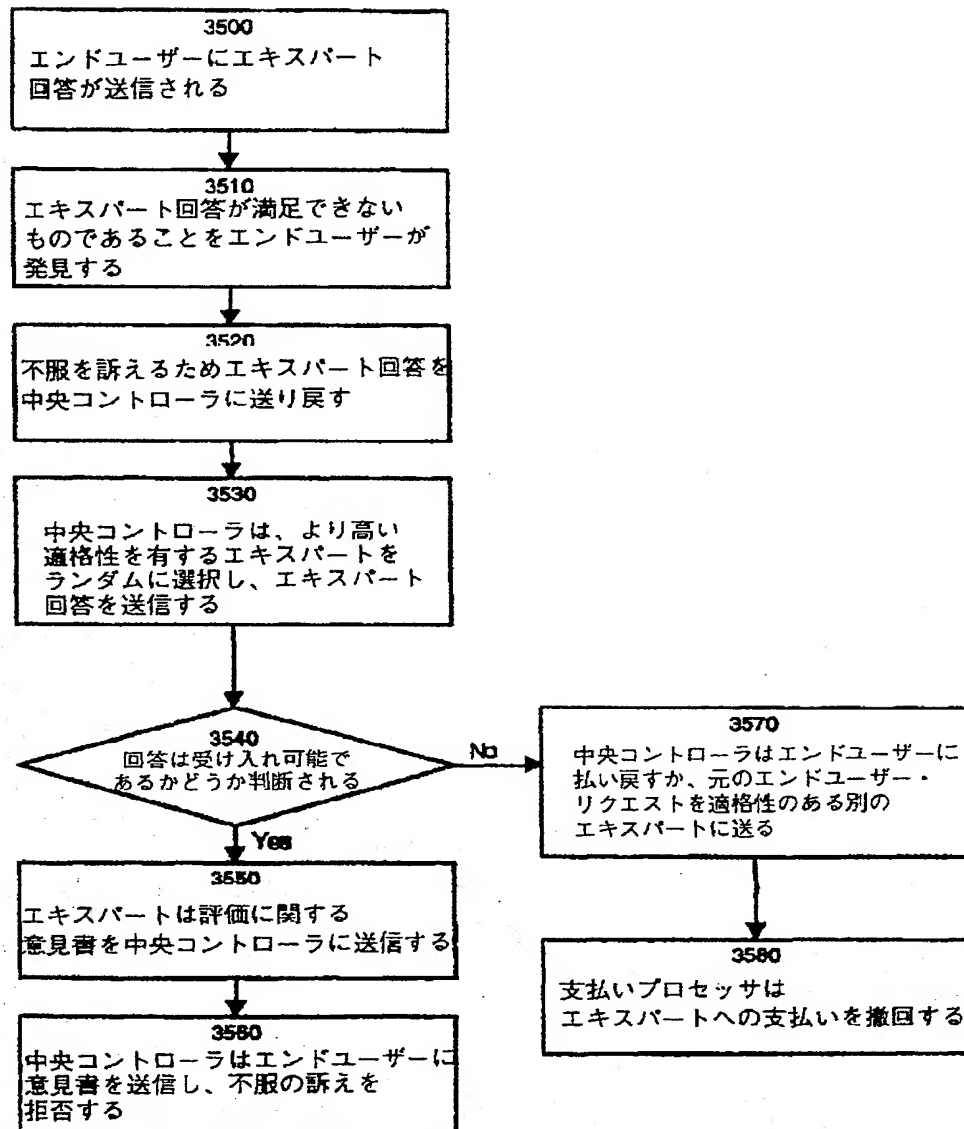 3500
エンドユーザーにエキスパート
回答が送信される
3510
エキスパート回答が満足できない
ものであることをエンドユーザーが
発見する
3520
不服を訴えるためエキスパート回答を
中央コントローラに送り戻す
3530
中央コントローラは、より高い
適格性を有するエキスパートを
ランダムに選択し、エキスパート
回答を送信する
3540
回答は受け入れ可能で
あるかどうか判断される
No
Yes
3550
エキスパートは評価に関する
意見書を中央コントローラに送信する
3560
中央コントローラはエンドユーザーに
意見書を送信し、不服の訴えを
拒否する
3570
中央コントローラはエンドユーザーに
払い戻すか、元のエンドユーザー・
リクエストを適格性のある別の
エキスパートに送る
3580
支払いプロセッサは
エキスパートへの支払いを撤回する